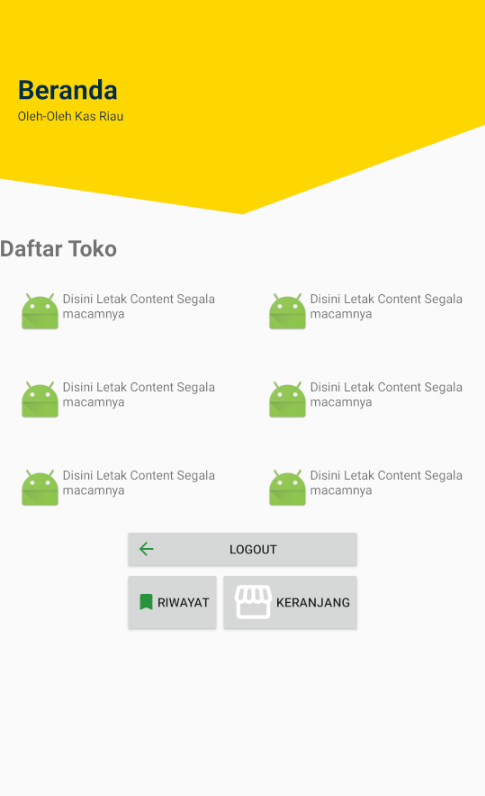 Beranda
Oleh-Oleh Kas Riau
Daftar Toko
Disini Letak Content Segala
macamnya
Disini Letak Content Segala
macamnya
Disini Letak Content Segala
macamnya
Disini Letak Content Segala
macamnya
Disini Letak Content Segala
macamnya
Disini Letak Content Segala
macamnya
LOGOUT
RIWAYAT
KERANJANG